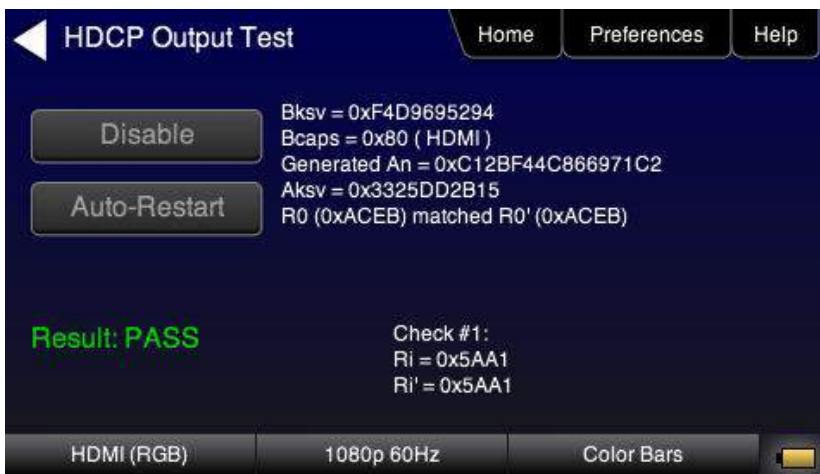 HDCP Output Test
Home
Preferences
Help
Disable
Auto-Restart
Bksv = 0xF4D9695294
Bcaps = 0x80 ( HDMI )
Generated An = 0xC12BF44C866971C2
Aksv = 0x3325DD2B15
R0 (0xACEB) matched R0' (0xACEB)
Result: PASS
Check #1:
Ri = 0x5AA1
Ri' = 0x5AA1
HDMI (RGB)
1080p 60Hz
Color Bars